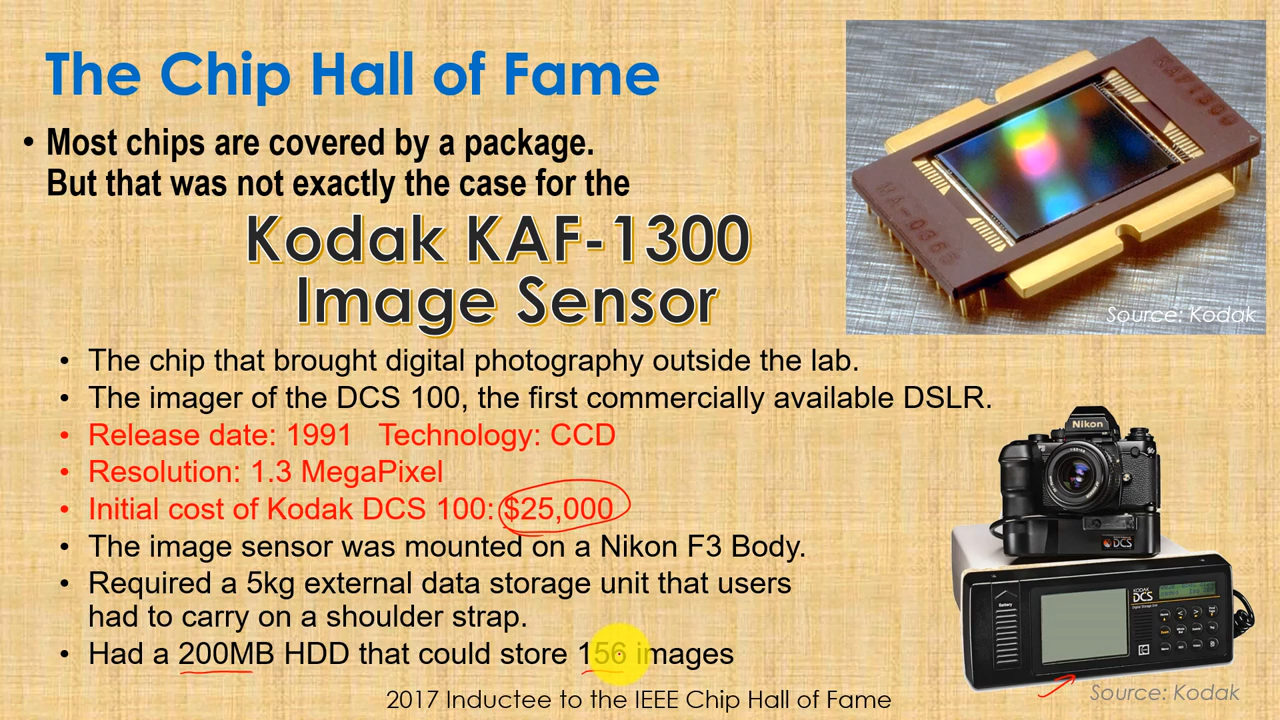 The Chip Hall of Fame
• Most chips are covered by a package.
But that was not exactly the case for the
Kodak KAF-1300
Image Sensor
KAF-1300
Source: Kodak
• The chip that brought digital photography outside the lab.
• The imager of the DCS 100, the first commercially available DSLR.
• Release date: 1991 Technology: CCD
• Resolution: 1.3 MegaPixel
• Initial cost of Kodak DCS 100: $25,000
• The image sensor was mounted on a Nikon F3 Body.
• Required a 5kg external data storage unit that users
had to carry on a shoulder strap.
• Had a 200MB HDD that could store 156 images
Nikon
DCS
KODAK
DCS
Source: Kodak
2017 Inductee to the IEEE Chip Hall of Fame